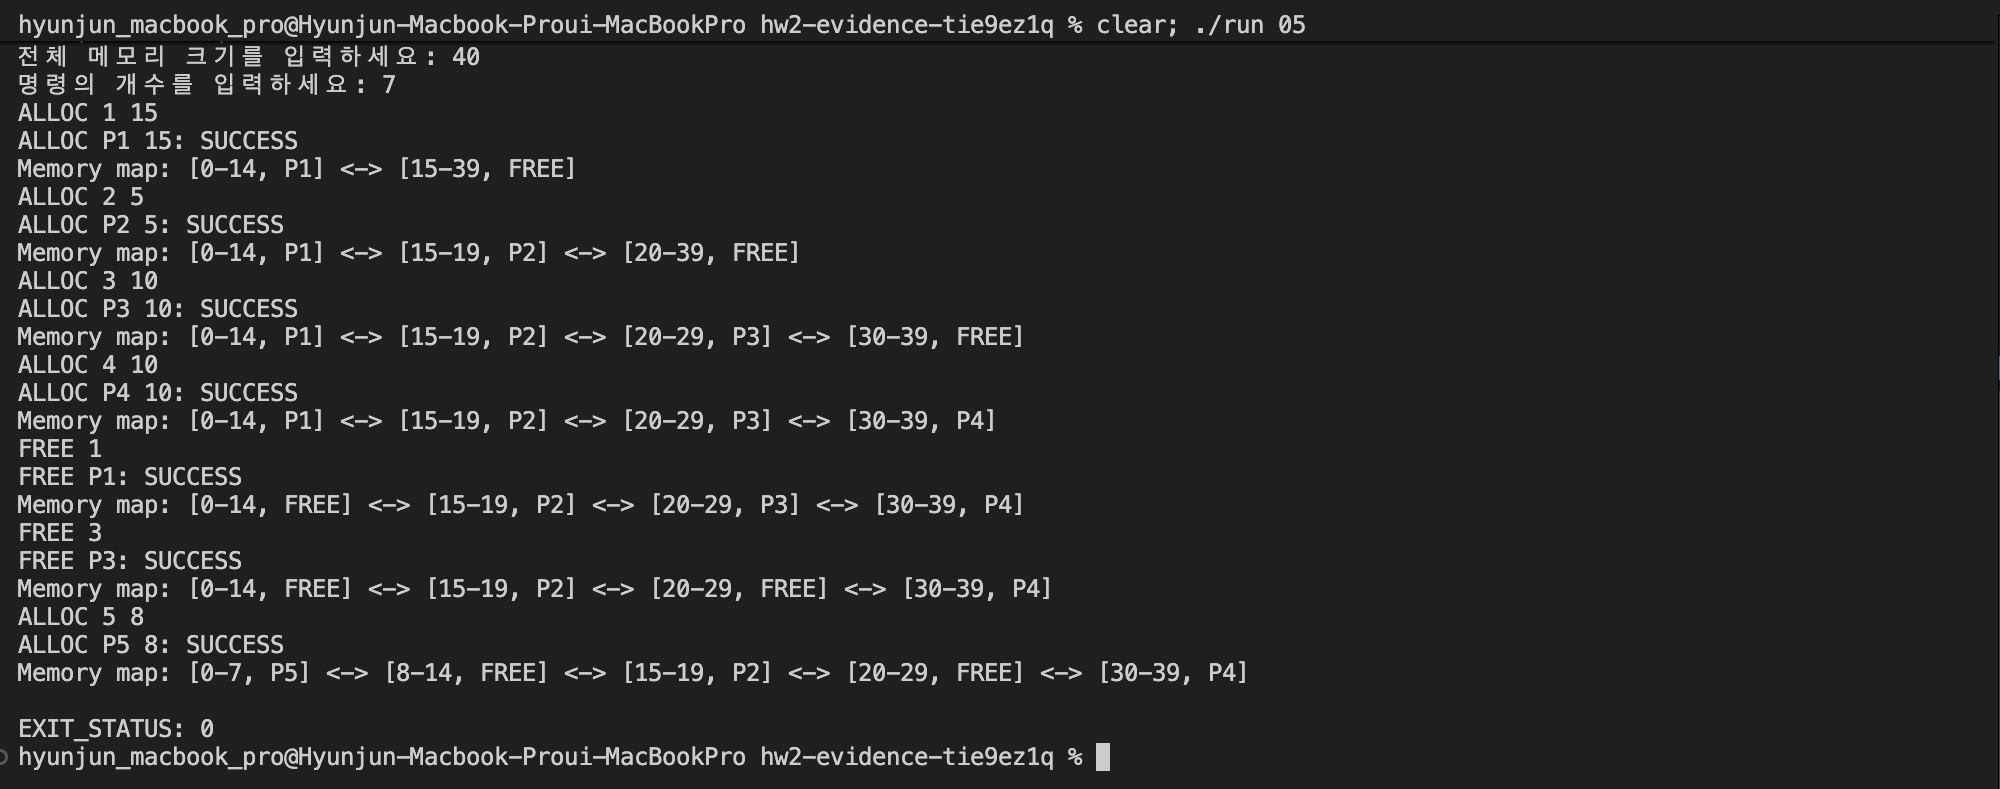 hyunjun_macbook_pro@Hyunjun-Macbook-Proui-MacBookPro hw2-evidence-tie9ez1q % clear; ./run 05
전체 메모리 크기를 입력하세요: 40
명령의 개수를 입력하세요: 7
ALLOC 1 15
ALLOC P1 15: SUCCESS
Memory map: [0-14, P1] <-> [15-39, FREE]
ALLOC 2 5
ALLOC P2 5: SUCCESS
Memory map: [0-14, P1] <-> [15-19, P2] <-> [20-39, FREE]
ALLOC 3 10
ALLOC P3 10: SUCCESS
Memory map: [0-14, P1] <-> [15-19, P2] <-> [20-29, P3] <-> [30-39, FREE]
ALLOC 4 10
ALLOC P4 10: SUCCESS
Memory map: [0-14, P1] <-> [15-19, P2] <-> [20-29, P3] <-> [30-39, P4]
FREE 1
FREE P1: SUCCESS
Memory map: [0-14, FREE] <-> [15-19, P2] <-> [20-29, P3] <-> [30-39, P4]
FREE 3
FREE P3: SUCCESS
Memory map: [0-14, FREE] <-> [15-19, P2] <-> [20-29, FREE] <-> [30-39, P4]
ALLOC 5 8
ALLOC P5 8: SUCCESS
Memory map: [0-7, P5] <-> [8-14, FREE] <-> [15-19, P2] <-> [20-29, FREE] <-> [30-39, P4]
EXIT_STATUS: 0
hyunjun_macbook_pro@Hyunjun-Macbook-Proui-MacBookPro hw2-evidence-tie9ez1q %